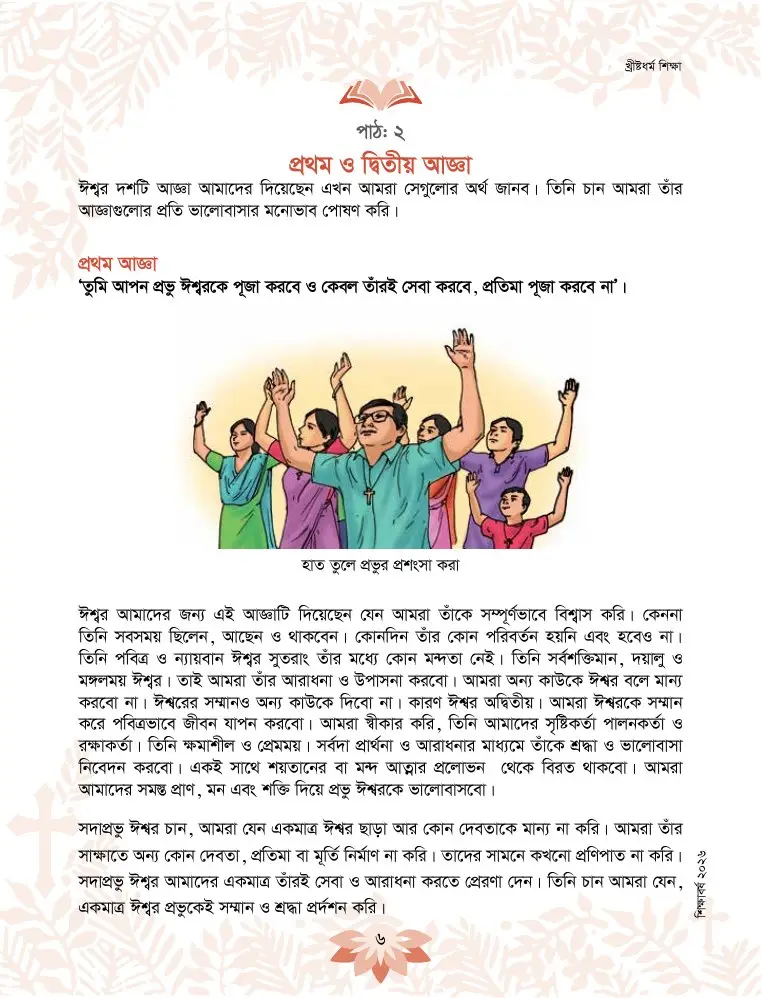 খ্রীষ্টধর্ম শিক্ষা
পাঠ: ২
প্রথম ও দ্বিতীয় আজ্ঞা
ঈশ্বর দশটি আজ্ঞা আমাদের দিয়েছেন এখন আমরা সেগুলোর অর্থ জানব। তিনি চান আমরা তাঁর
আজ্ঞাগুলোর প্রতি ভালোবাসার মনোভাব পোষণ করি।
প্রথম আজ্ঞা
‘তুমি আপন প্রভু ঈশ্বরকে পূজা করবে ও কেবল তাঁরই সেবা করবে, প্রতিমা পূজা করবে না’।
হাত তুলে প্রভুর প্রশংসা করা
ঈশ্বর আমাদের জন্য এই আজ্ঞাটি দিয়েছেন যেন আমরা তাঁকে সম্পূর্ণভাবে বিশ্বাস করি। কেননা
তিনি সবসময় ছিলেন, আছেন ও থাকবেন। কোনদিন তাঁর কোন পরিবর্তন হয়নি এবং হবেও না।
তিনি পবিত্র ও ন্যায়বান ঈশ্বর সুতরাং তাঁর মধ্যে কোন মন্দতা নেই। তিনি সর্বশক্তিমান, দয়ালু ও
মঙ্গলময় ঈশ্বর। তাই আমরা তাঁর আরাধনা ও উপাসনা করবো। আমরা অন্য কাউকে ঈশ্বর বলে মান্য
করবো না। ঈশ্বরের সম্মানও অন্য কাউকে দিবো না। কারণ ঈশ্বর অদ্বিতীয়। আমরা ঈশ্বরকে সম্মান
করে পবিত্রভাবে জীবন যাপন করবো। আমরা স্বীকার করি, তিনি আমাদের সৃষ্টিকর্তা পালনকর্তা ও
রক্ষাকর্তা। তিনি ক্ষমাশীল ও প্রেমময়। সর্বদা প্রার্থনা ও আরাধনার মাধ্যমে তাঁকে শ্রদ্ধা ও ভালোবাসা
নিবেদন করবো। একই সাথে শয়তানের বা মন্দ আত্মার প্রলোভন থেকে বিরত থাকবো। আমরা
আমাদের সমস্ত প্রাণ, মন এবং শক্তি দিয়ে প্রভু ঈশ্বরকে ভালোবাসবো।
সদাপ্রভু ঈশ্বর চান, আমরা যেন একমাত্র ঈশ্বর ছাড়া আর কোন দেবতাকে মান্য না করি। আমরা তাঁর
সাক্ষাতে অন্য কোন দেবতা, প্রতিমা বা মূর্তি নির্মাণ না করি। তাদের সামনে কখনো প্রণিপাত না করি।
সদাপ্রভু ঈশ্বর আমাদের একমাত্র তাঁরই সেবা ও আরাধনা করতে প্রেরণা দেন। তিনি চান আমরা যেন,
একমাত্র ঈশ্বর প্রভুকেই সম্মান ও শ্রদ্ধা প্রর্দশন করি।
শিক্ষাবর্ষ ২০২৬
৬